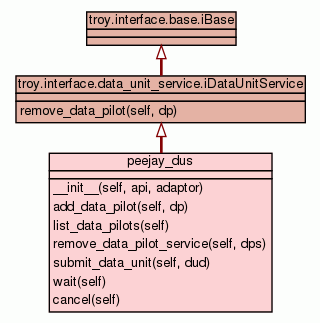 troy.interface.base.iBase
troy.interface.data_unit_service.iDataUnitService
remove_data_pilot(self, dp)
peejay_dus
__init__(self, api, adaptor)
add_data_pilot(self, dp)
list_data_pilots(self)
remove_data_pilot_service(self, dps)
submit_data_unit(self, dud)
wait(self)
cancel(self)